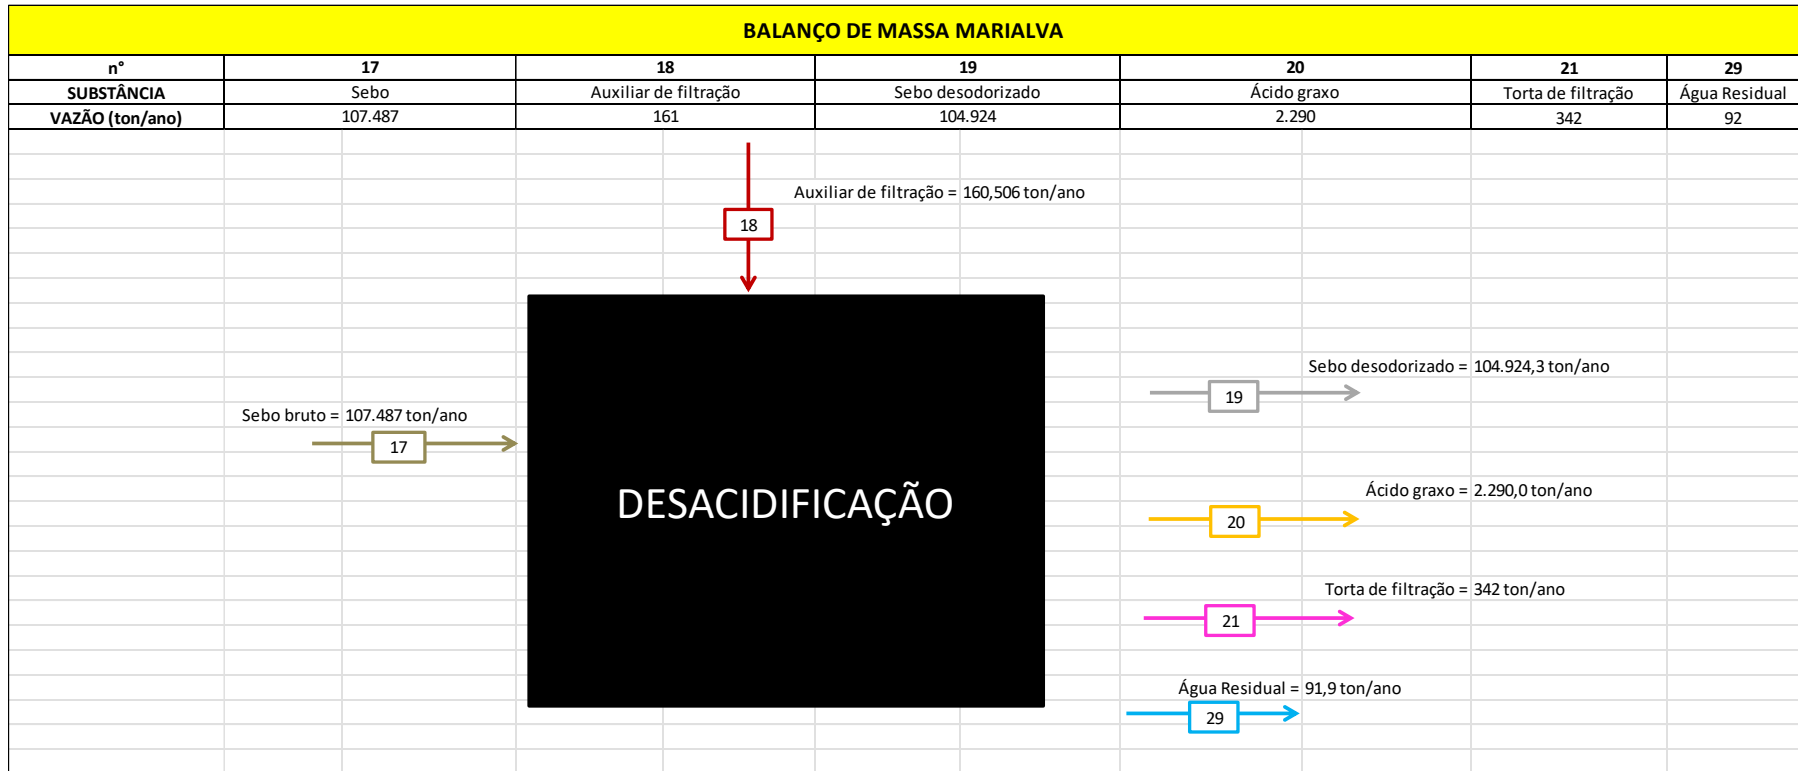 BALANÇO DE MASSA MARIALVA
n° 17 18 19 20 21 29
SUBSTÂNCIA Sebo Auxiliar de filtração Sebo desodorizado Ácido graxo Torta de filtração Água Residual
VAZÃO (ton/ano) 107.487 161 104.924 2.290 342 92
Auxiliar de filtração = 160,506 ton/ano
18
Sebo desodorizado = 104.924,3 ton/ano
19
Sebo bruto = 107.487 ton/ano
17
DESACIDIFICAÇÃO
Ácido graxo = 2.290,0 ton/ano
20
Torta de filtração = 342 ton/ano
21
Água Residual = 91,9 ton/ano
29